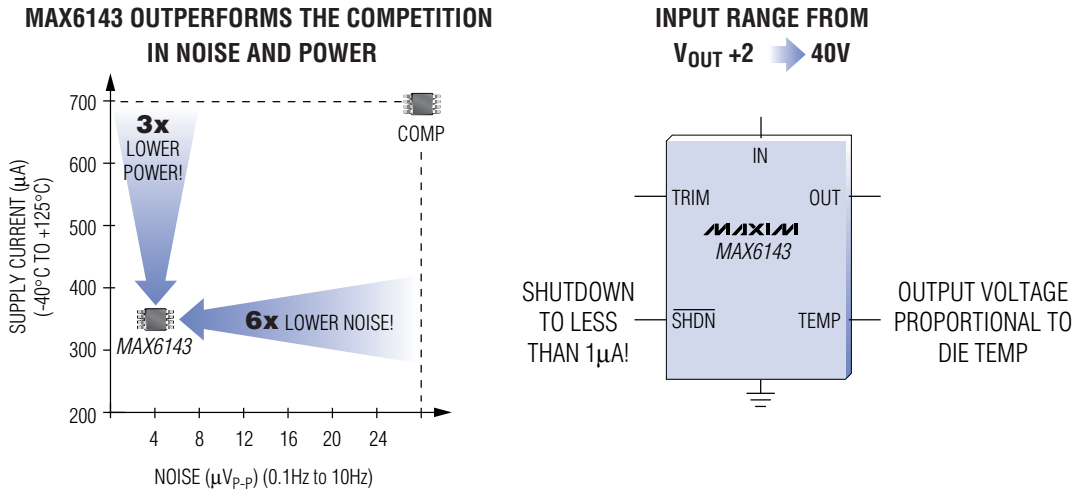 MAX6143 OUTPERFORMS THE COMPETITION
IN NOISE AND POWER
700
600
500
400
300
200
SUPPLY CURRENT (μA)
(-40°C TO +125°C)
3x
LOWER
POWER!
COMP
6x LOWER NOISE!
MAX6143
4 8 12 16 20 24
NOISE (μVP-P) (0.1Hz to 10Hz)
INPUT RANGE FROM
VOUT +2 40V
IN
TRIM OUT
MAXIM
MAX6143
SHDN TEMP
SHUTDOWN
TO LESS
THAN 1μA!
OUTPUT VOLTAGE
PROPORTIONAL TO
DIE TEMP